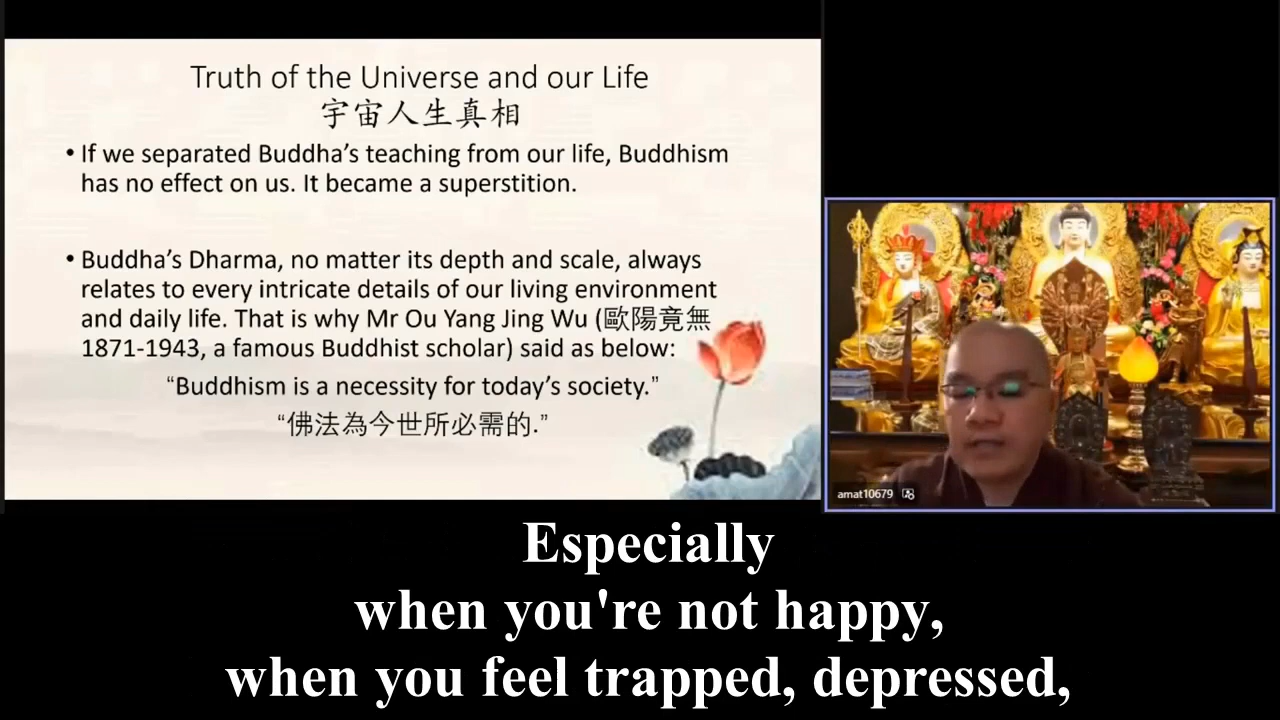 Truth of the Universe and our Life
宇宙人生真相
• If we separated Buddha's teaching from our life, Buddhism
has no effect on us. It became a superstition.
• Buddha's Dharma, no matter its depth and scale, always
relates to every intricate details of our living environment
and daily life. That is why Mr Ou Yang Jing Wu (歐陽竟無
1871-1943, a famous Buddhist scholar) said as below:
“Buddhism is a necessity for today's society.”
“佛法為今世所必需的.”
amat10679
Especially
when you're not happy,
when you feel trapped, depressed,